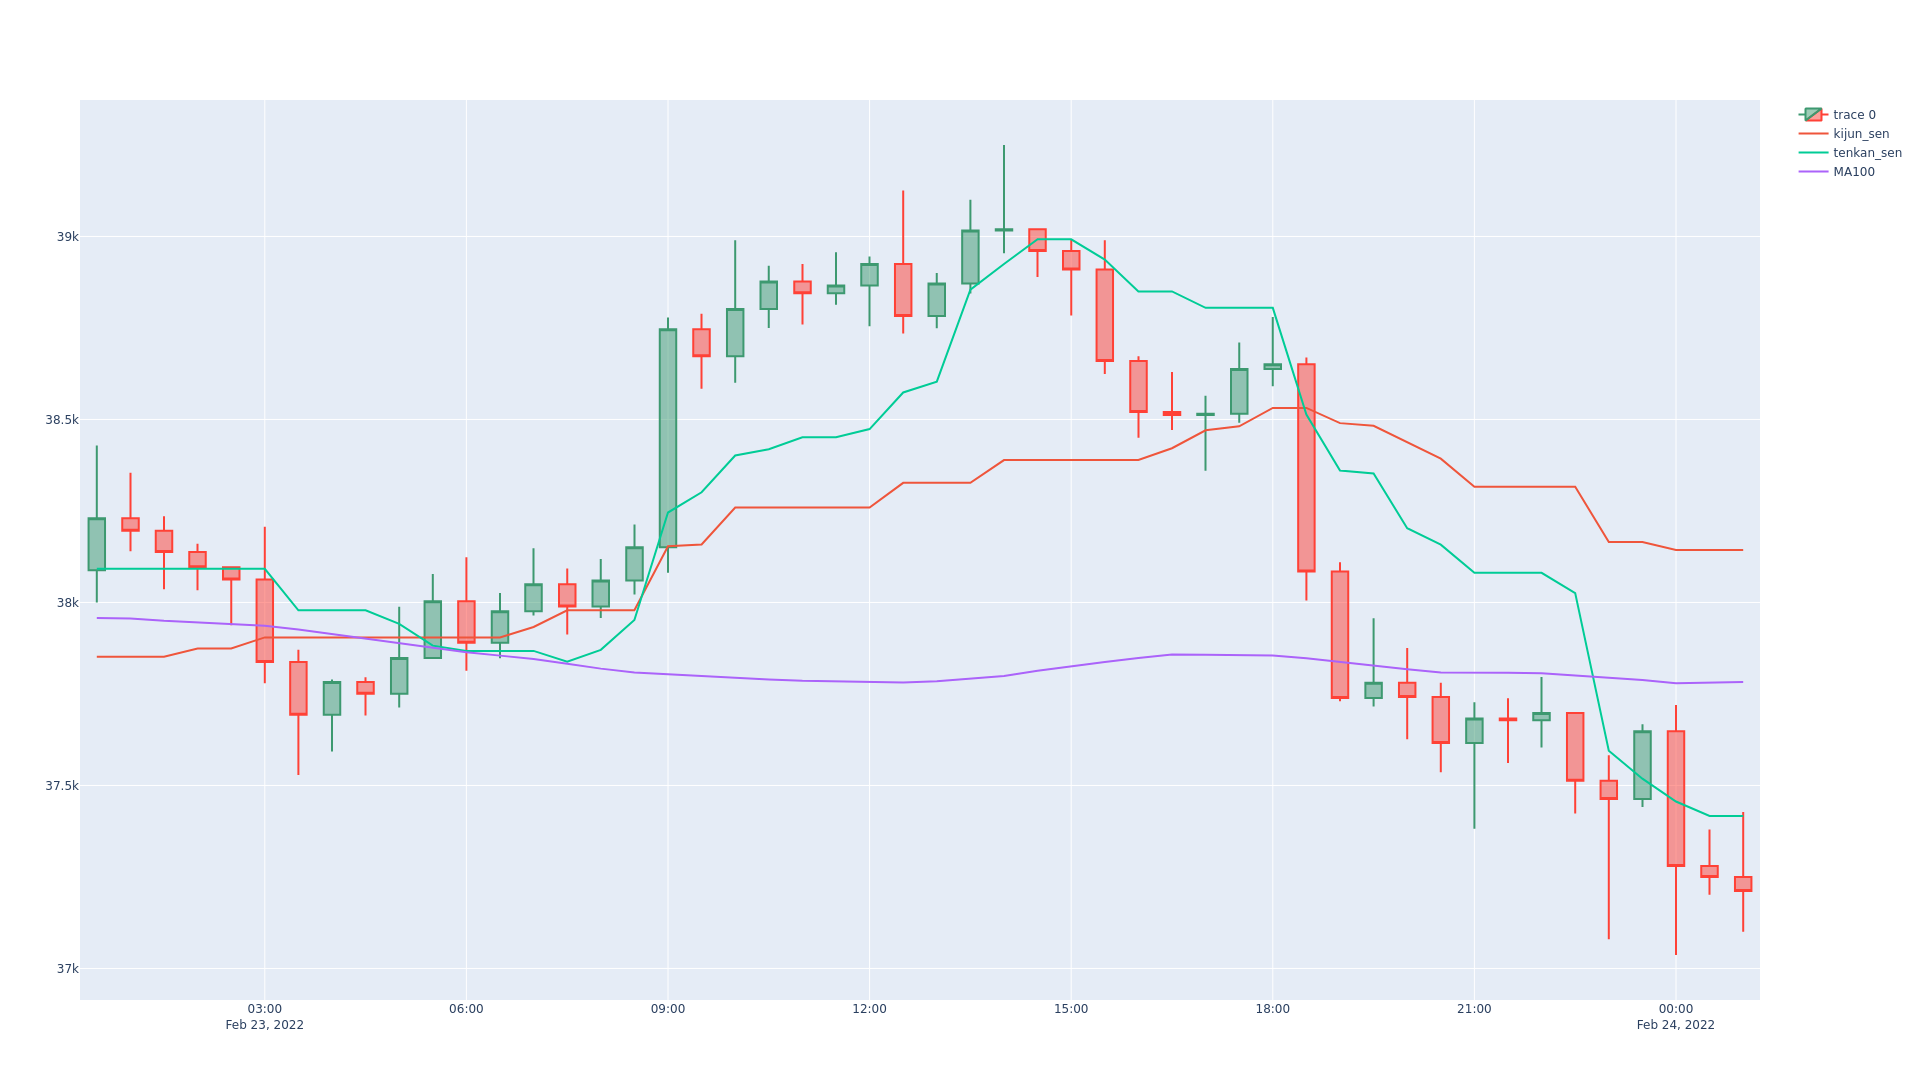 trace 0
kijun_sen
tenkan_sen
MA100
39k
38.5k
38k
37.5k
37k
03:00 06:00 09:00 12:00 15:00 18:00 21:00 00:00
Feb 23, 2022 Feb 24, 2022